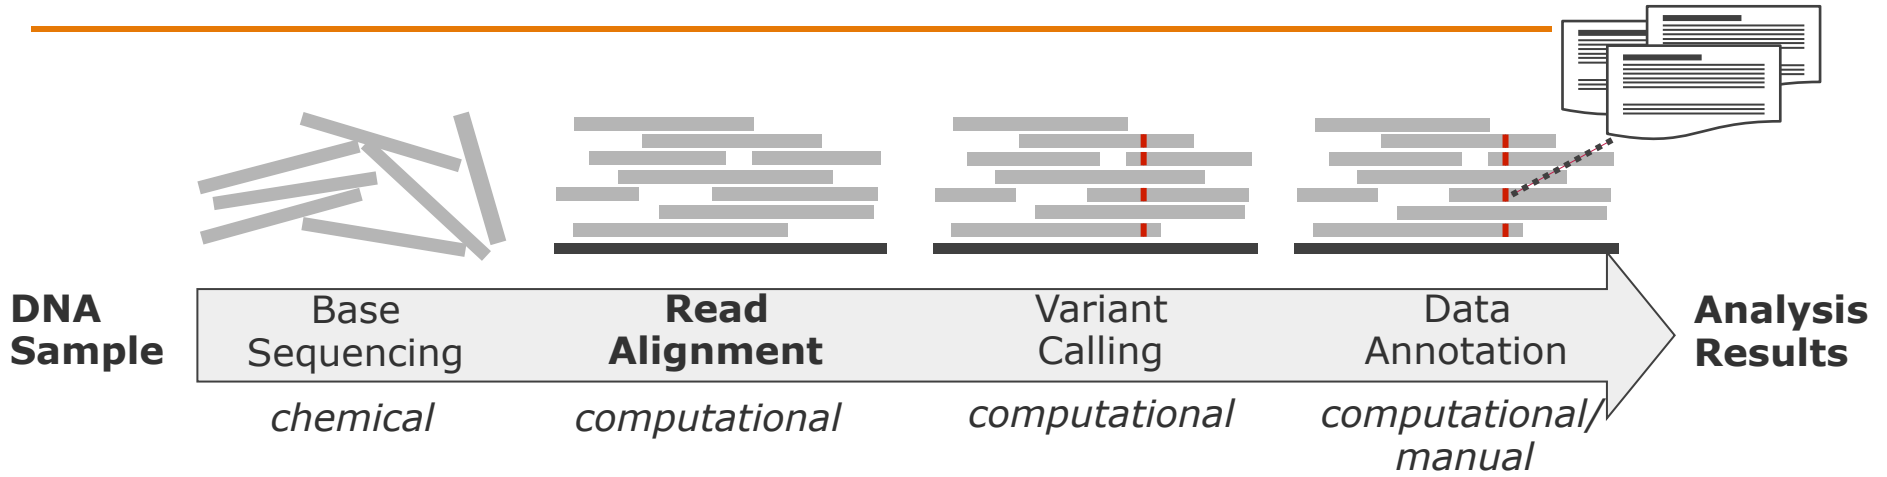 DNA
Sample
Base
Sequencing
Read
Alignment
Variant
Calling
Data
Annotation
Analysis
Results
chemical
computational
computational
computational/
manual